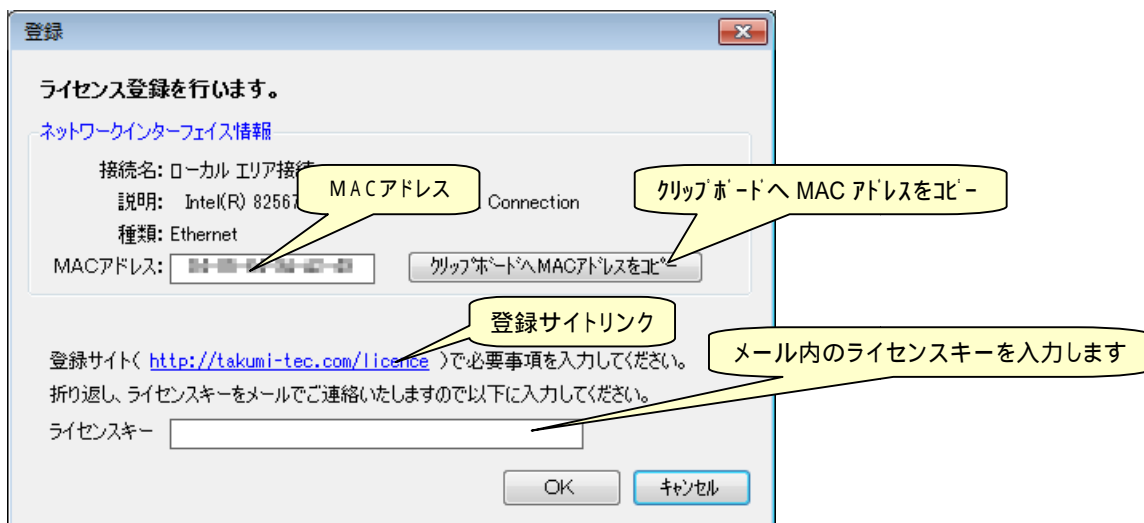 登録
ライセンス登録を行います。
ネットワークインターフェイス情報
接続名: ローカル エリア接続
MACアドレス
クリップボードへ MAC アドレスをコピー
説明: Intel(R) 82567 Connection
種類: Ethernet
MACアドレス:
クリップボードへMACアドレスをコピー
登録サイトリンク
メール内のライセンスキーを入力します
登録サイト( http://takumi-tec.com/licence )で必要事項を入力してください。
折り返し、ライセンスキーをメールでご連絡いたしますので以下に入力してください。
ライセンスキー
OK キャンセル